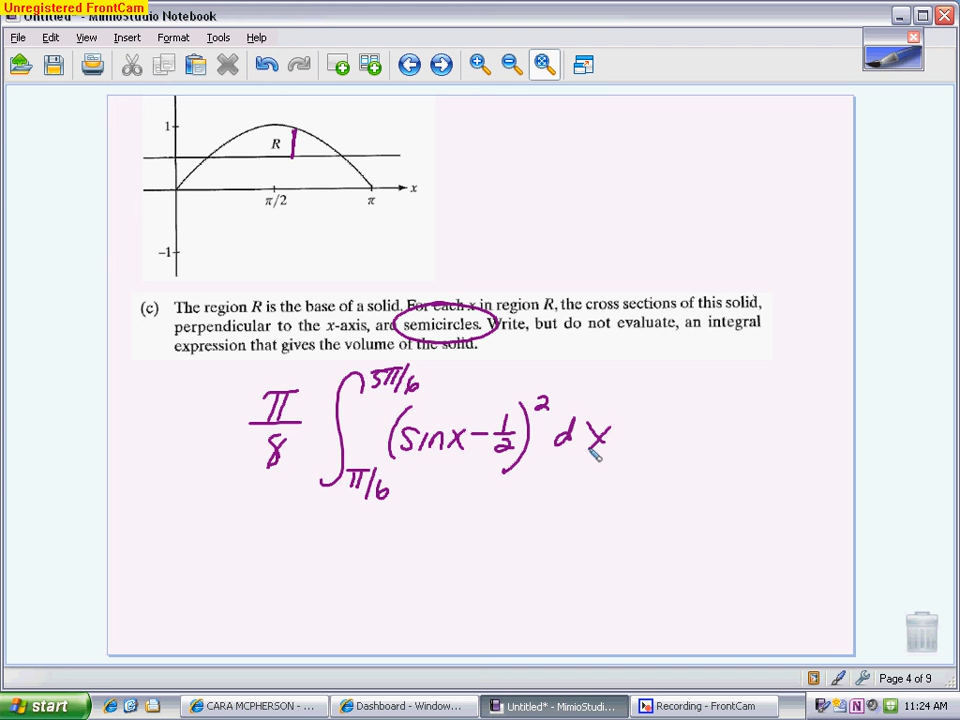 Unregistered FrontCam
Untitled* - MimioStudio Notebook
File Edit View Insert Format Tools Help
1
R
x
π/2
π
−1
(c) The region R is the base of a solid. For each x in region R, the cross sections of this solid,
perpendicular to the x-axis, are semicircles. Write, but do not evaluate, an integral
expression that gives the volume of the solid.
π/8 ∫ π/6 5π/6 (sinx − 1/2)² dx
Page 4 of 9
start CARA MCPHERSON - ... Dashboard - Window... Untitled* - MimioStudi... Recording - FrontCam 11:24 AM